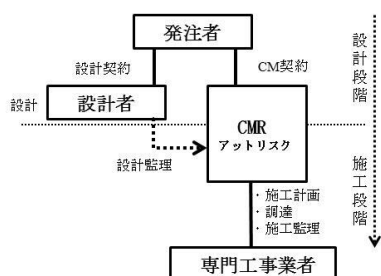 発注者
設計契約
CM契約
設計
設計者
CMR
アットリスク
設計監理
・施工計画
・調達
・施工監理
専門工事業者
設計段階
施工段階